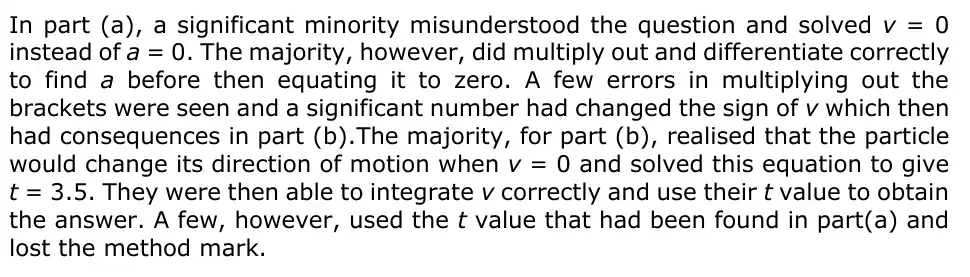 In part (a), a significant minority misunderstood the question and solved v = 0
instead of a = 0. The majority, however, did multiply out and differentiate correctly
to find a before then equating it to zero. A few errors in multiplying out the
brackets were seen and a significant number had changed the sign of v which then
had consequences in part (b).The majority, for part (b), realised that the particle
would change its direction of motion when v = 0 and solved this equation to give
t = 3.5. They were then able to integrate v correctly and use their t value to obtain
the answer. A few, however, used the t value that had been found in part(a) and
lost the method mark.